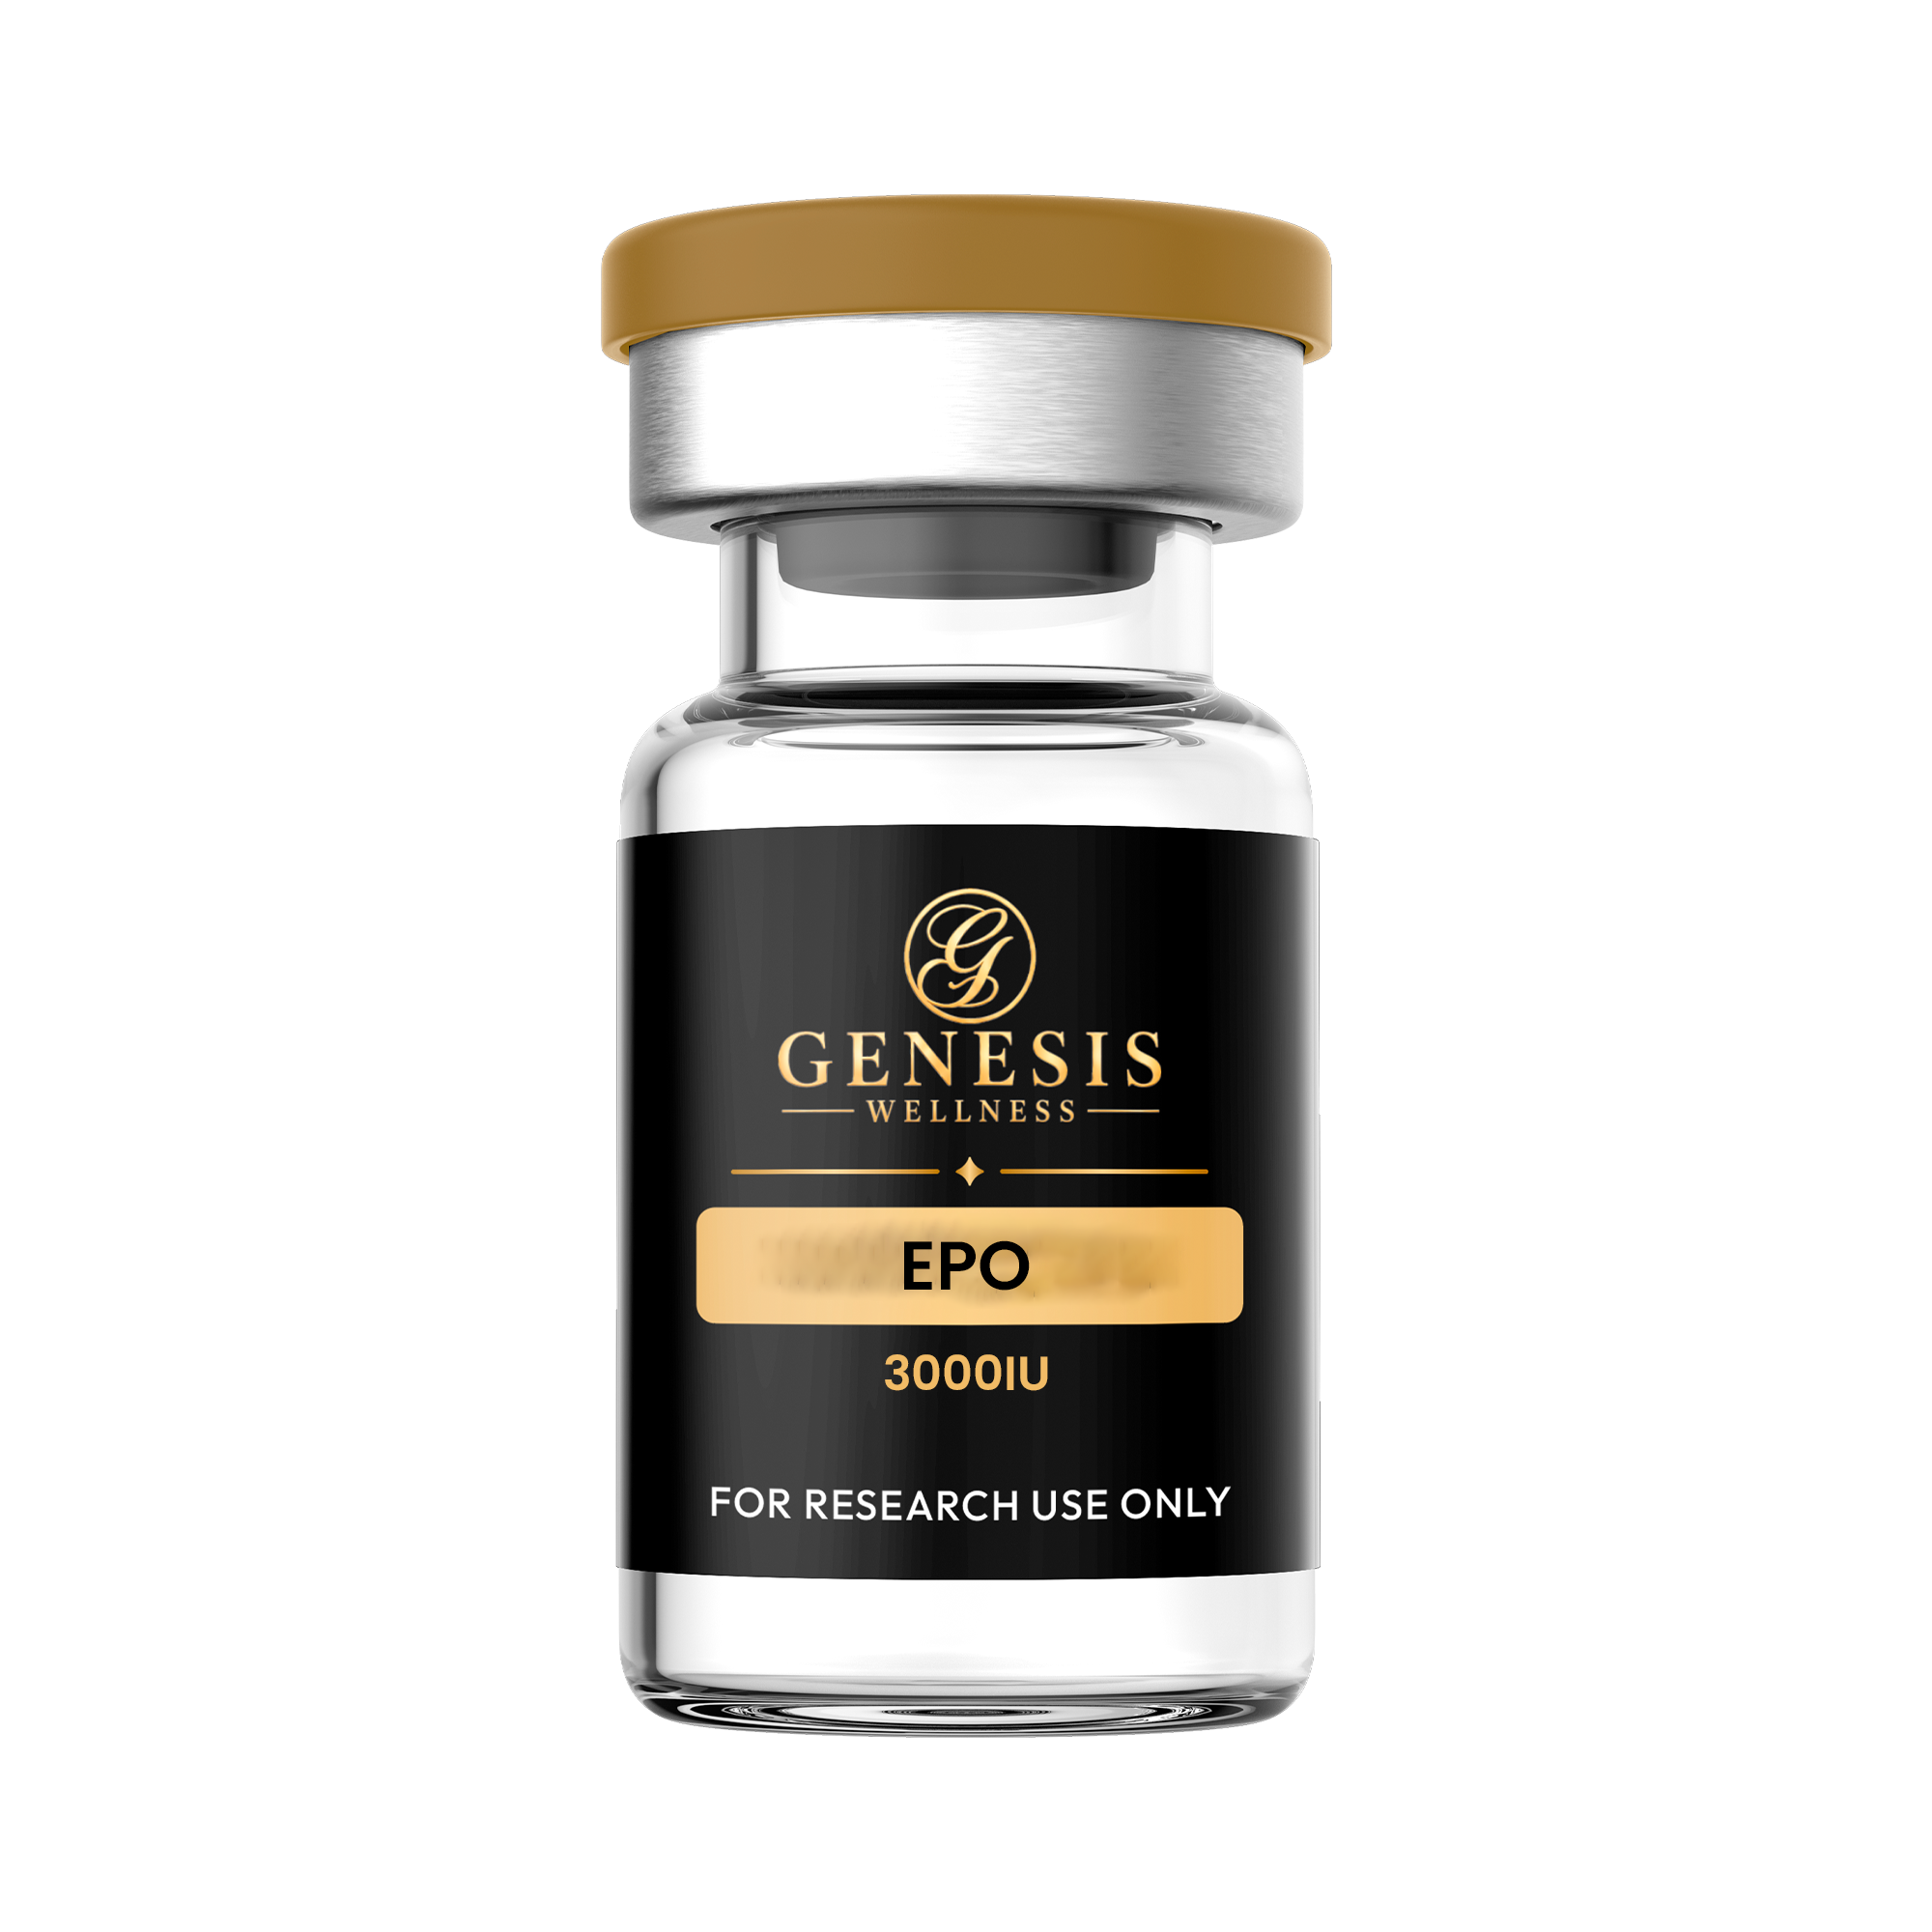 G
GENESIS
WELLNESS
EPO
3000IU
FOR RESEARCH USE ONLY